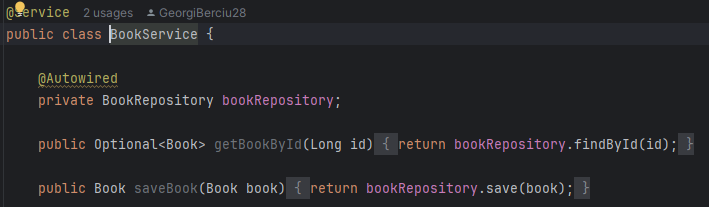 @Service 2 usages GeorgiBerciu28
public class BookService {
@Autowired
private BookRepository bookRepository;
public Optional<Book> getBookById(Long id) { return bookRepository.findById(id); }
public Book saveBook(Book book) { return bookRepository.save(book); }